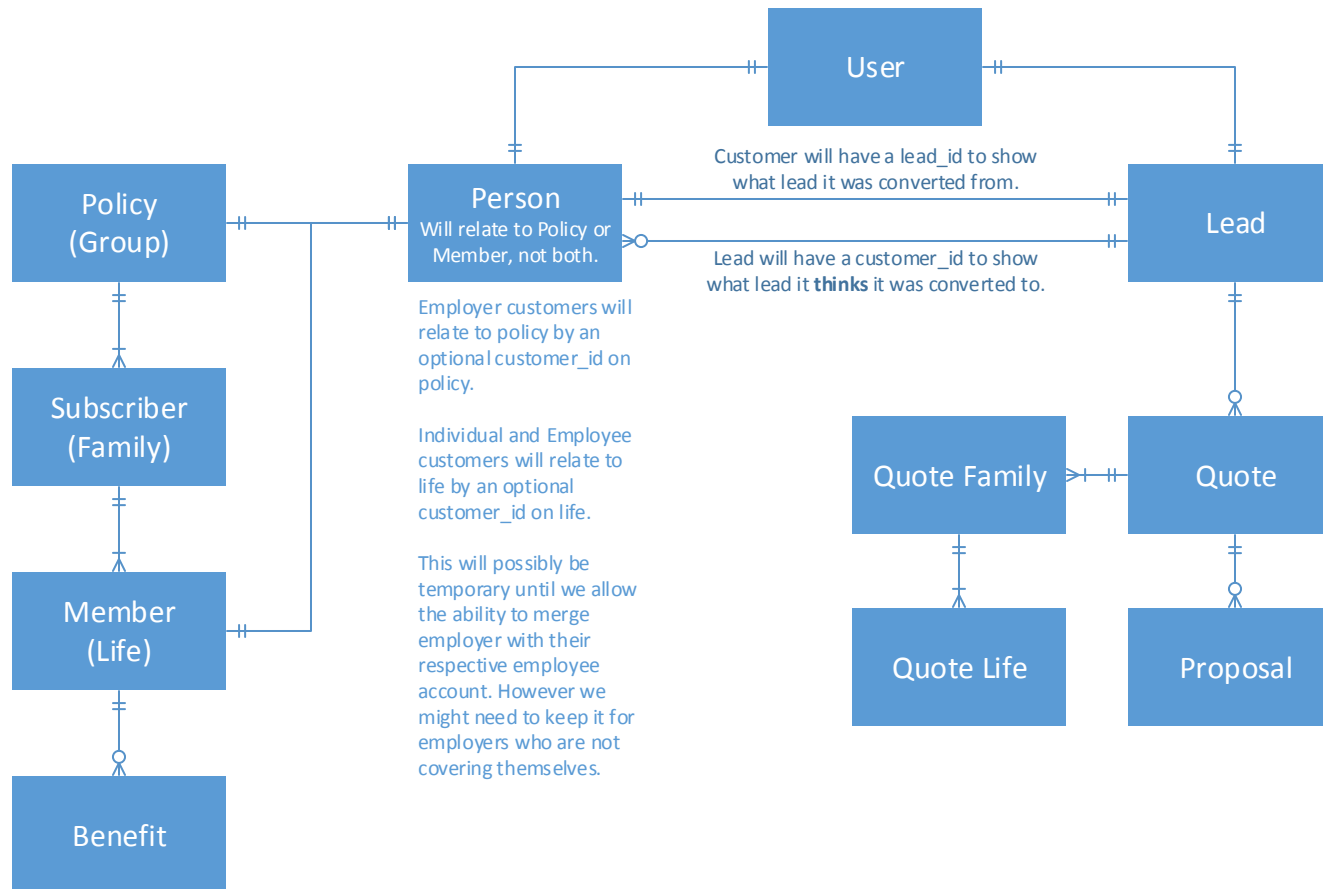 User
Customer will have a lead_id to show
what lead it was converted from.
Policy
(Group)
Person
Will relate to Policy or
Member, not both.
Lead
Lead will have a customer_id to show
what lead it thinks it was converted to.
Employer customers will
relate to policy by an
optional customer_id on
policy.
Individual and Employee
customers will relate to
life by an optional
customer_id on life.
This will possibly be
temporary until we allow
the ability to merge
employer with their
respective employee
account. However we
might need to keep it for
employers who are not
covering themselves.
Subscriber
(Family)
Quote Family
Quote
Member
(Life)
Quote Life
Proposal
Benefit